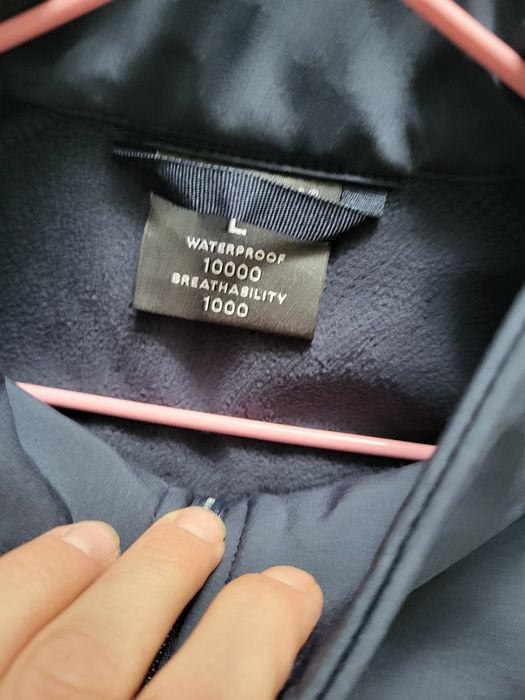 L
WATERPROOF
10000
BREATHABILITY
1000